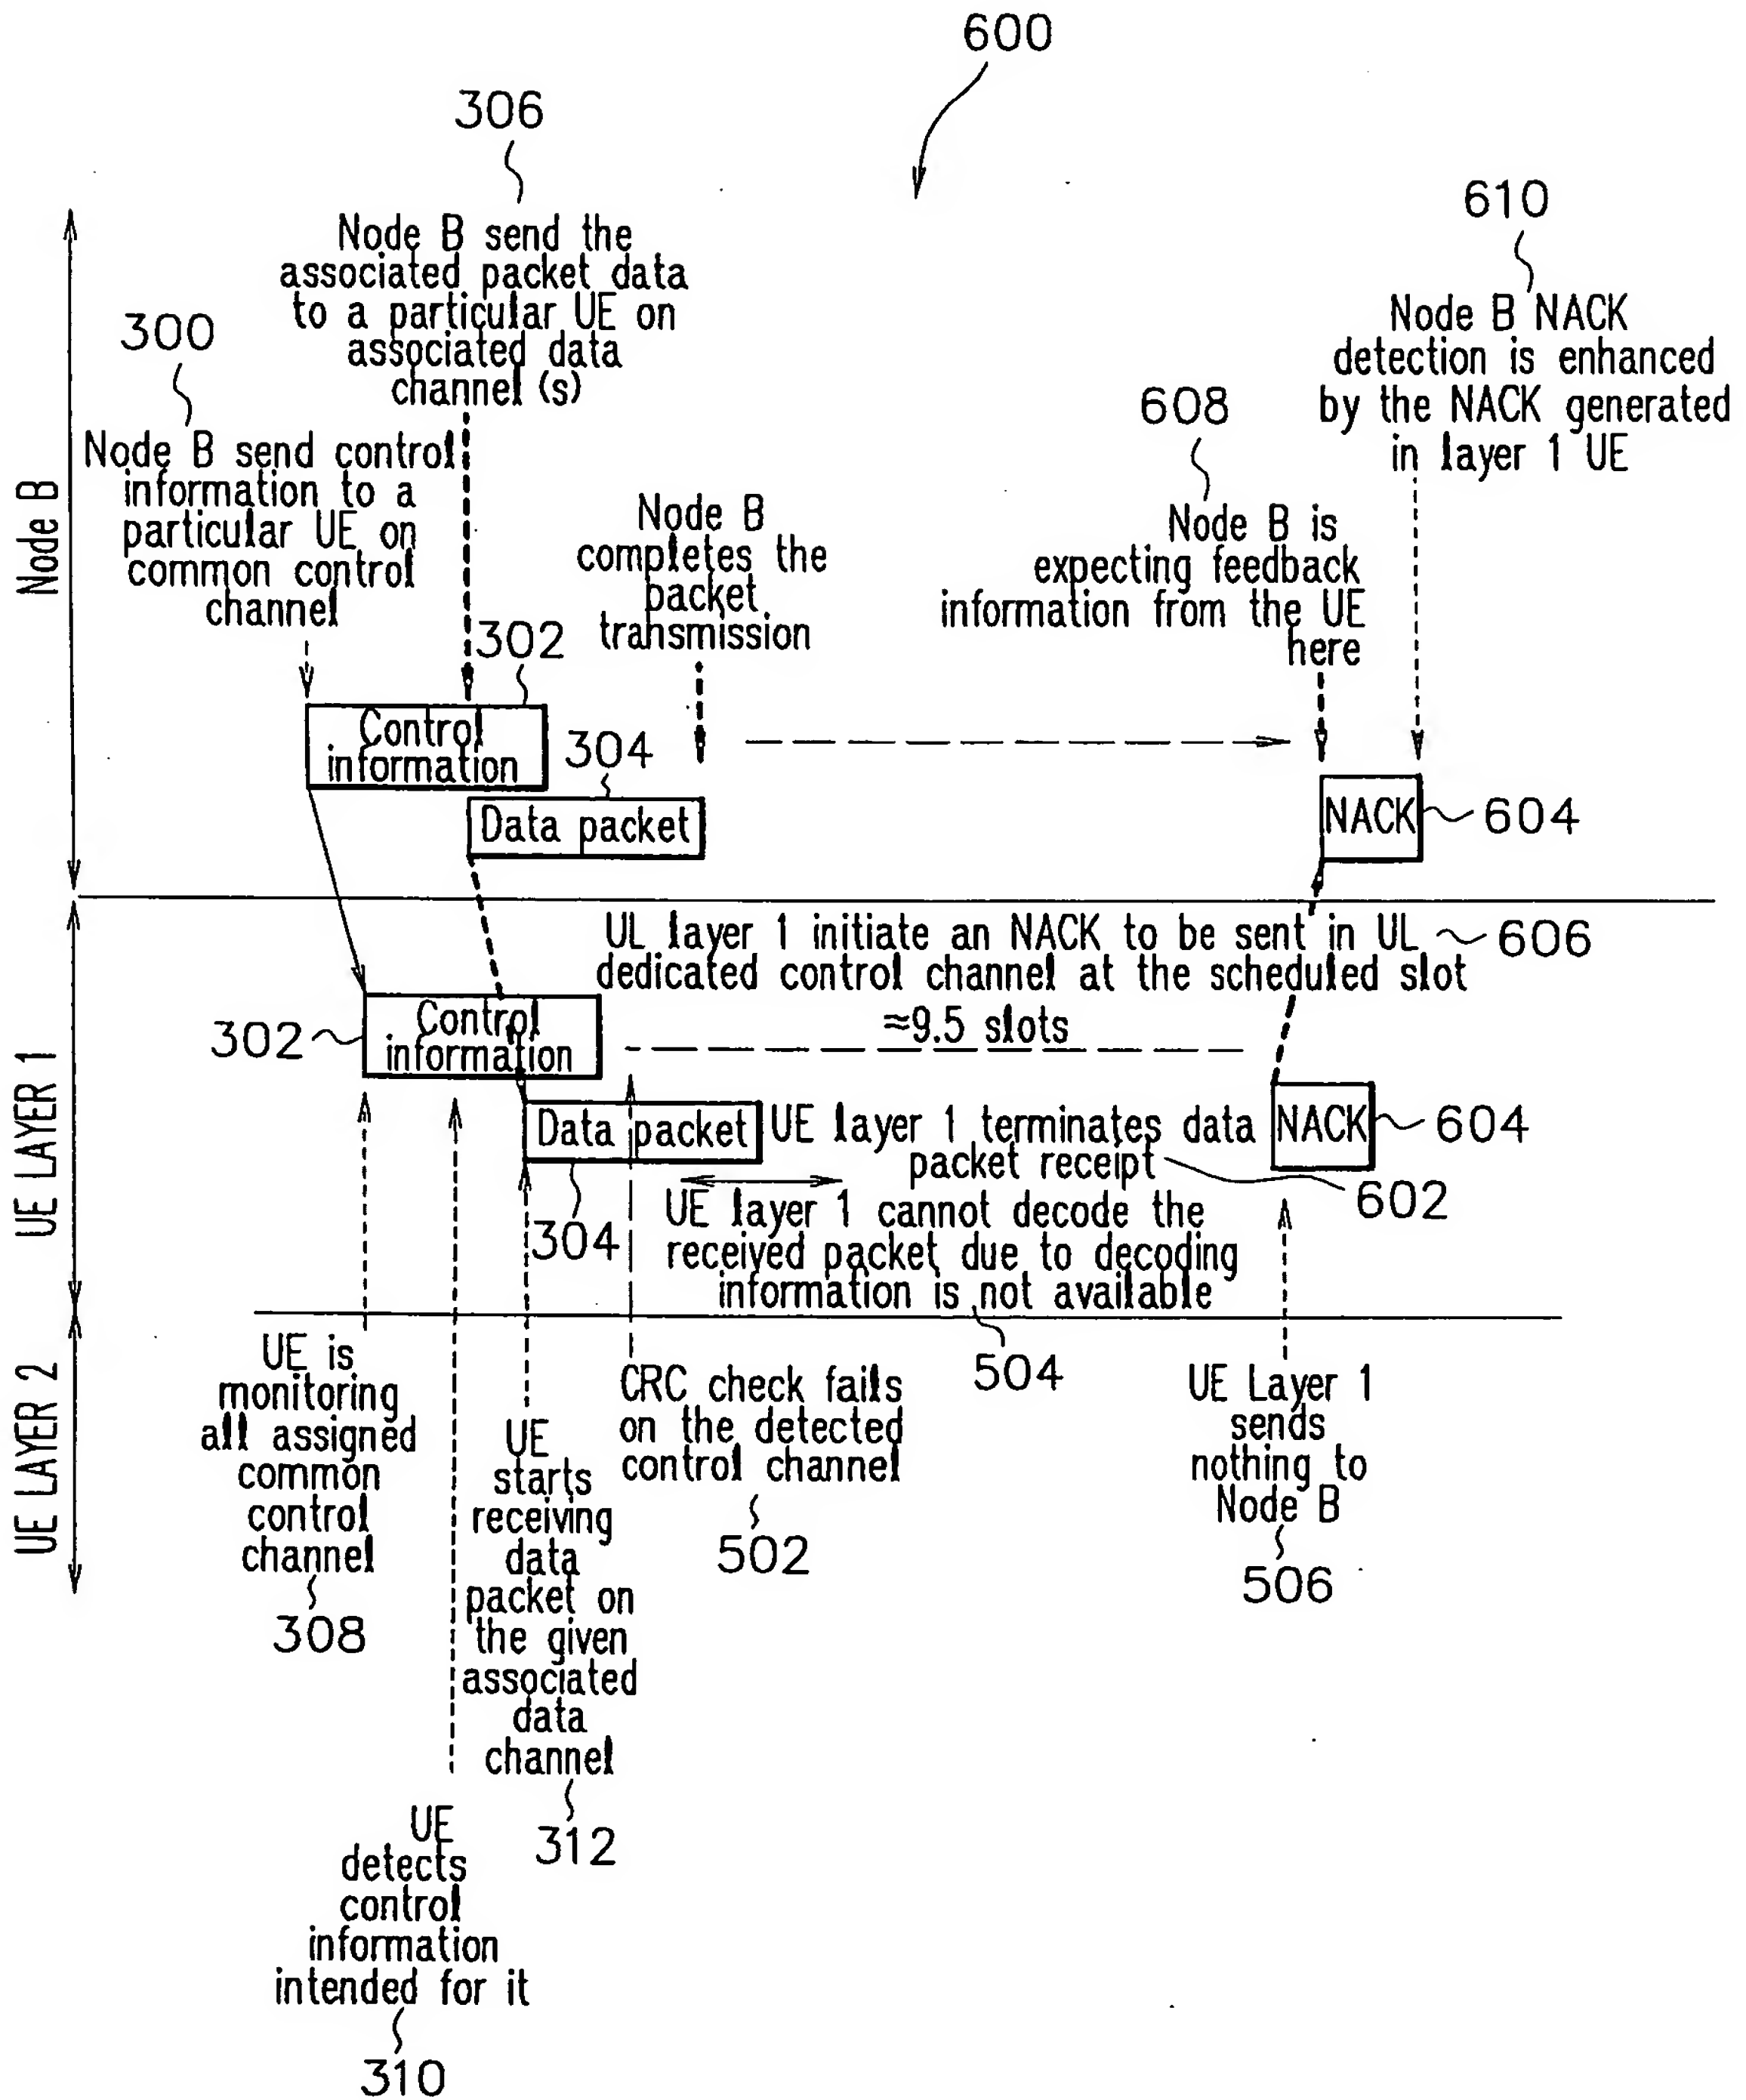 600
306
Node B send the
associated packet data
to a particular UE on
associated data
channel (s)
610
Node B NACK
detection is enhanced
by the NACK generated
in layer 1 UE
300
Node B send control
information to a
particular UE on
common control
channel
608
Node B is
expecting feedback
information from the UE
here
Node B
completes the
packet
transmission
Node B
302
Control
information
304
Data packet
NACK
604
UL layer 1 initiate an NACK to be sent in UL
dedicated control channel at the scheduled slot
606
≈9.5 slots
302
Control
information
UE LAYER 1
Data packet
304
UE layer 1 terminates data
packet receipt
602
NACK
604
UE layer 1 cannot decode the
received packet due to decoding
information is not available
504
UE LAYER 2
UE is
monitoring
all assigned
common
control
channel
308
UE
starts
receiving
data
packet on
the given
associated
data
channel
312
CRC check fails
on the detected
control channel
502
UE Layer 1
sends
nothing to
Node B
506
UE
detects
control
information
intended for it
310